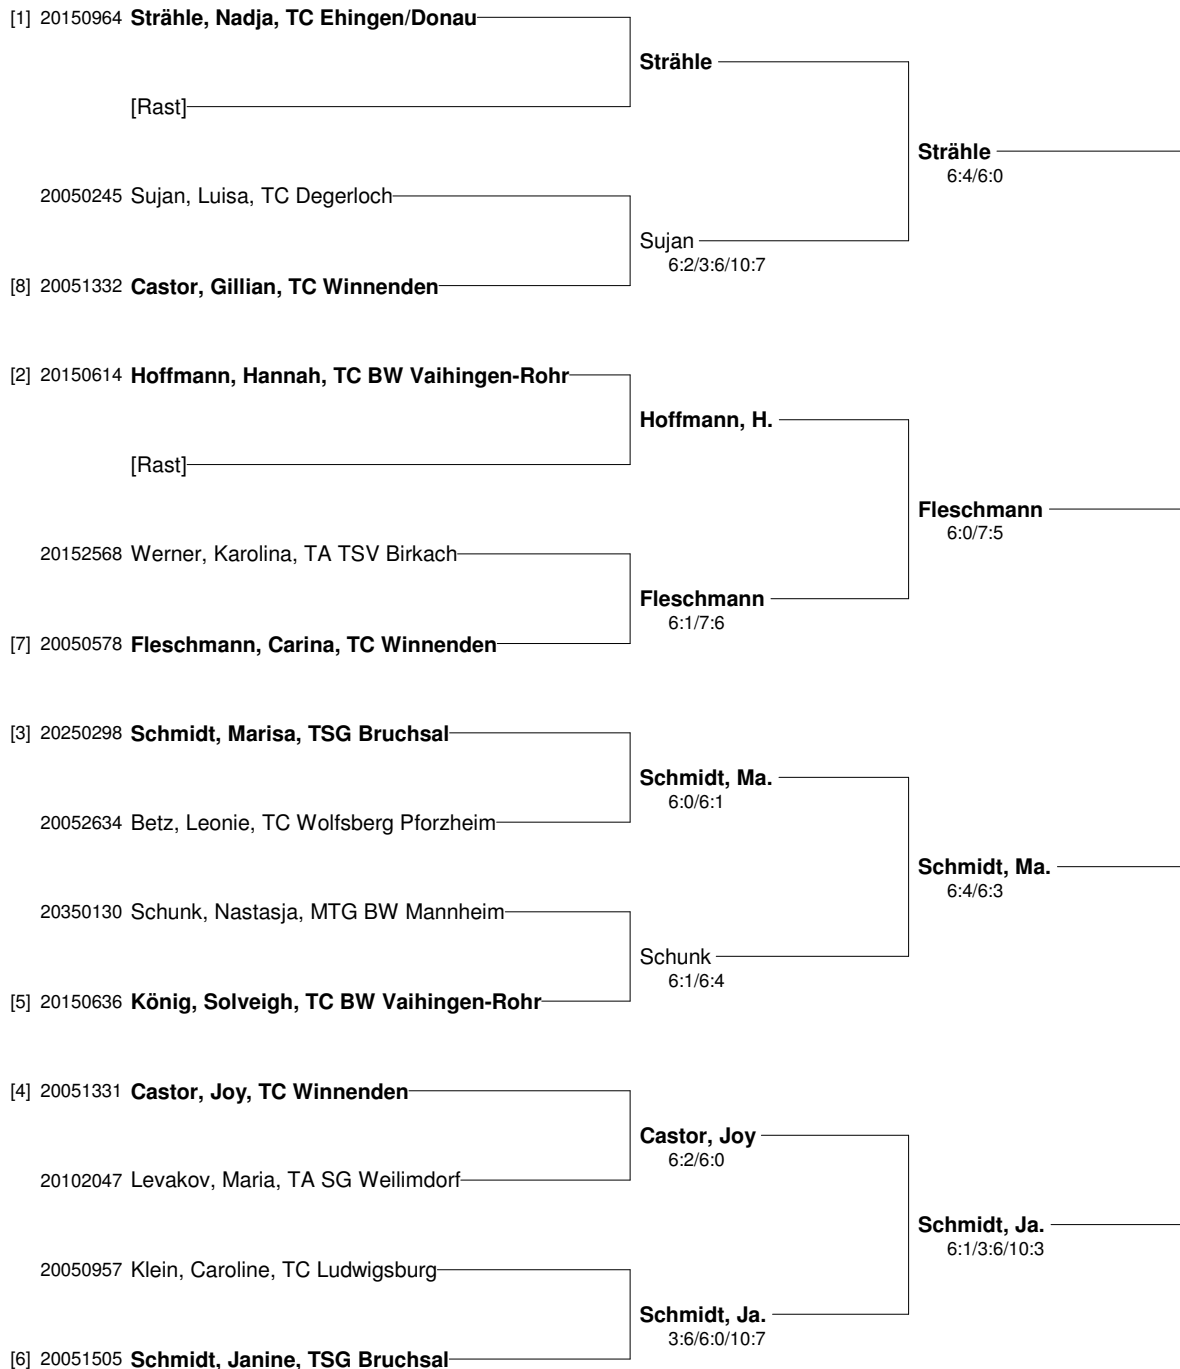 [1] 20150964 Strähle, Nadja, TC Ehingen/Donau
Strähle
[Rast]
Strähle
6:4/6:0
20050245 Sujan, Luisa, TC Degerloch
Sujan
6:2/3:6/10:7
[8] 20051332 Castor, Gillian, TC Winnenden
[2] 20150614 Hoffmann, Hannah, TC BW Vaihingen-Rohr
Hoffmann, H.
[Rast]
Fleschmann
6:0/7:5
20152568 Werner, Karolina, TA TSV Birkach
Fleschmann
6:1/7:6
[7] 20050578 Fleschmann, Carina, TC Winnenden
[3] 20250298 Schmidt, Marisa, TSG Bruchsal
Schmidt, Ma.
6:0/6:1
20052634 Betz, Leonie, TC Wolfsberg Pforzheim
Schmidt, Ma.
6:4/6:3
20350130 Schunk, Nastasja, MTG BW Mannheim
Schunk
6:1/6:4
[5] 20150636 König, Solveigh, TC BW Vaihingen-Rohr
[4] 20051331 Castor, Joy, TC Winnenden
Castor, Joy
6:2/6:0
20102047 Levakov, Maria, TA SG Weilimdorf
Schmidt, Ja.
6:1/3:6/10:3
20050957 Klein, Caroline, TC Ludwigsburg
Schmidt, Ja.
3:6/6:0/10:7
[6] 20051505 Schmidt, Janine, TSG Bruchsal